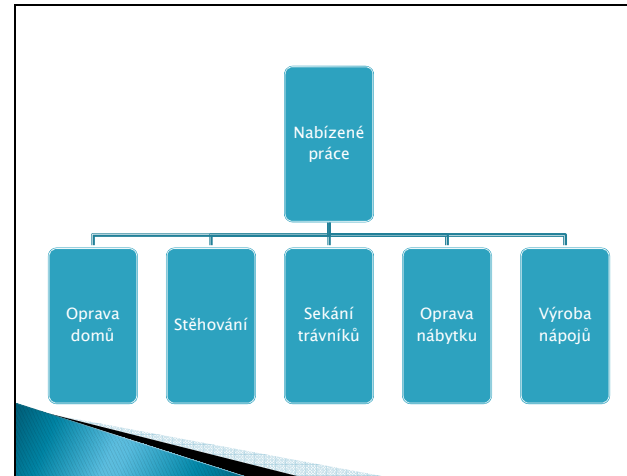 Nabízené
práce
Oprava
domů
Stěhování
Sekání
trávníků
Oprava
nábytku
Výroba
nápojů